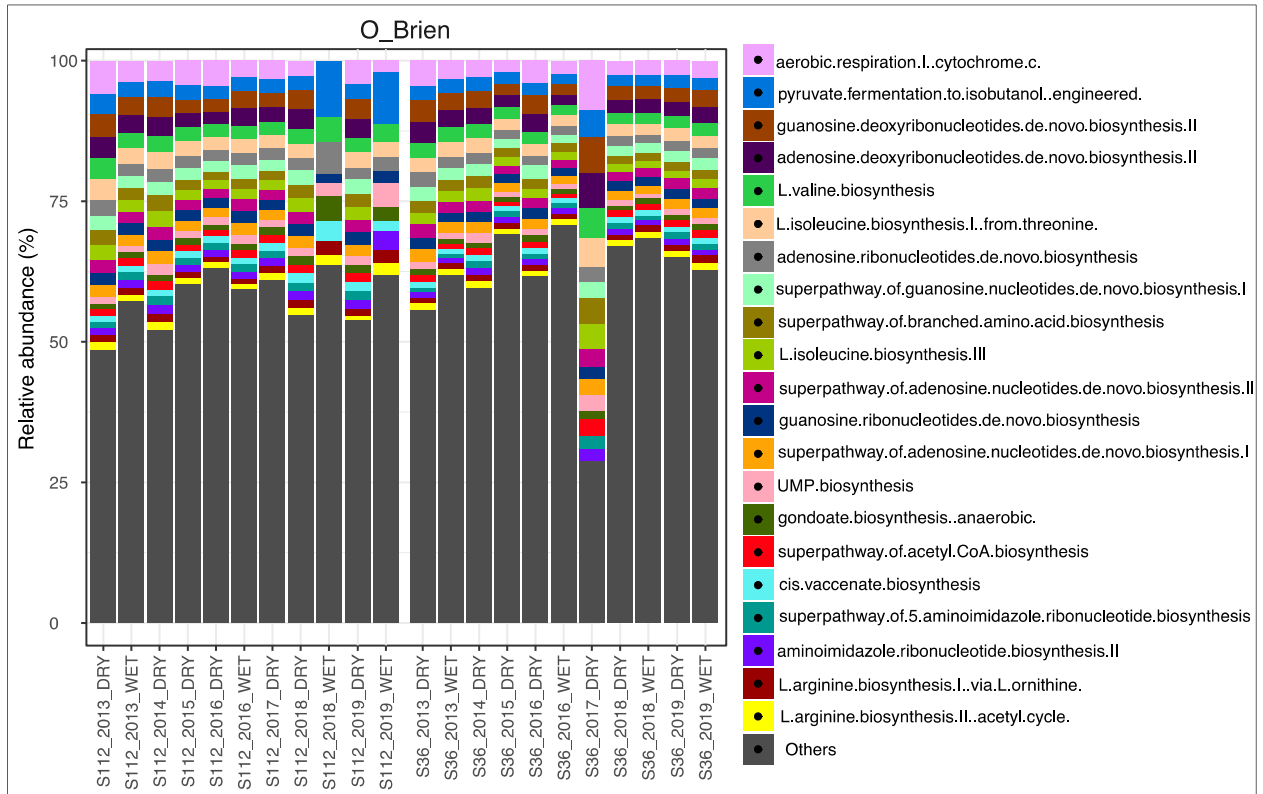 O_Brien
Relative abundance (%)
100
75
50
25
0
S112_2013_DRY
S112_2013_WET
S112_2014_DRY
S112_2015_DRY
S112_2016_DRY
S112_2016_WET
S112_2017_DRY
S112_2018_DRY
S112_2018_WET
S112_2019_DRY
S112_2019_WET
S36_2013_DRY
S36_2013_WET
S36_2014_DRY
S36_2015_DRY
S36_2016_DRY
S36_2016_WET
S36_2017_DRY
S36_2018_DRY
S36_2018_WET
S36_2019_DRY
S36_2019_WET
aerobic.respiration.I..cytochrome.c.
pyruvate.fermentation.to.isobutanol..engineered.
guanosine.deoxyribonucleotides.de.novo.biosynthesis.II
adenosine.deoxyribonucleotides.de.novo.biosynthesis.II
L.valine.biosynthesis
L.isoleucine.biosynthesis.I..from.threonine.
adenosine.ribonucleotides.de.novo.biosynthesis
superpathway.of.guanosine.nucleotides.de.novo.biosynthesis.I
superpathway.of.branched.amino.acid.biosynthesis
L.isoleucine.biosynthesis.III
superpathway.of.adenosine.nucleotides.de.novo.biosynthesis.II
guanosine.ribonucleotides.de.novo.biosynthesis
superpathway.of.adenosine.nucleotides.de.novo.biosynthesis.I
UMP.biosynthesis
gondoate.biosynthesis..anaerobic.
superpathway.of.acetyl.CoA.biosynthesis
cis.vaccenate.biosynthesis
superpathway.of.5.aminoimidazole.ribonucleotide.biosynthesis
aminoimidazole.ribonucleotide.biosynthesis.II
L.arginine.biosynthesis.I..via.L.ornithine.
L.arginine.biosynthesis.II..acetyl.cycle.
Others